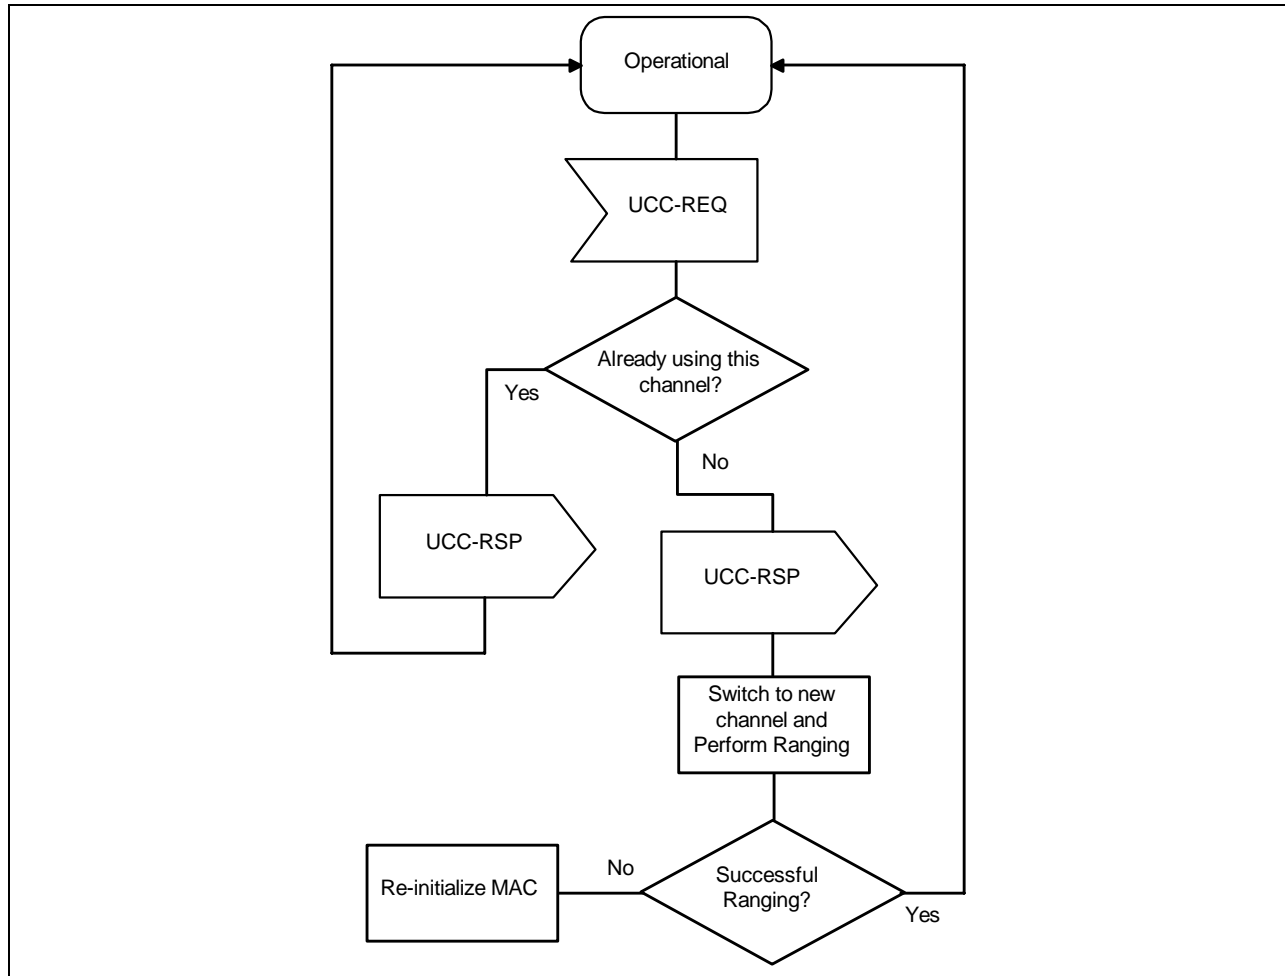 Operational
UCC-REQ
Already using this
channel?
Yes
No
UCC-RSP
UCC-RSP
Switch to new
channel and
Perform Ranging
Re-initialize MAC
No
Successful
Ranging?
Yes